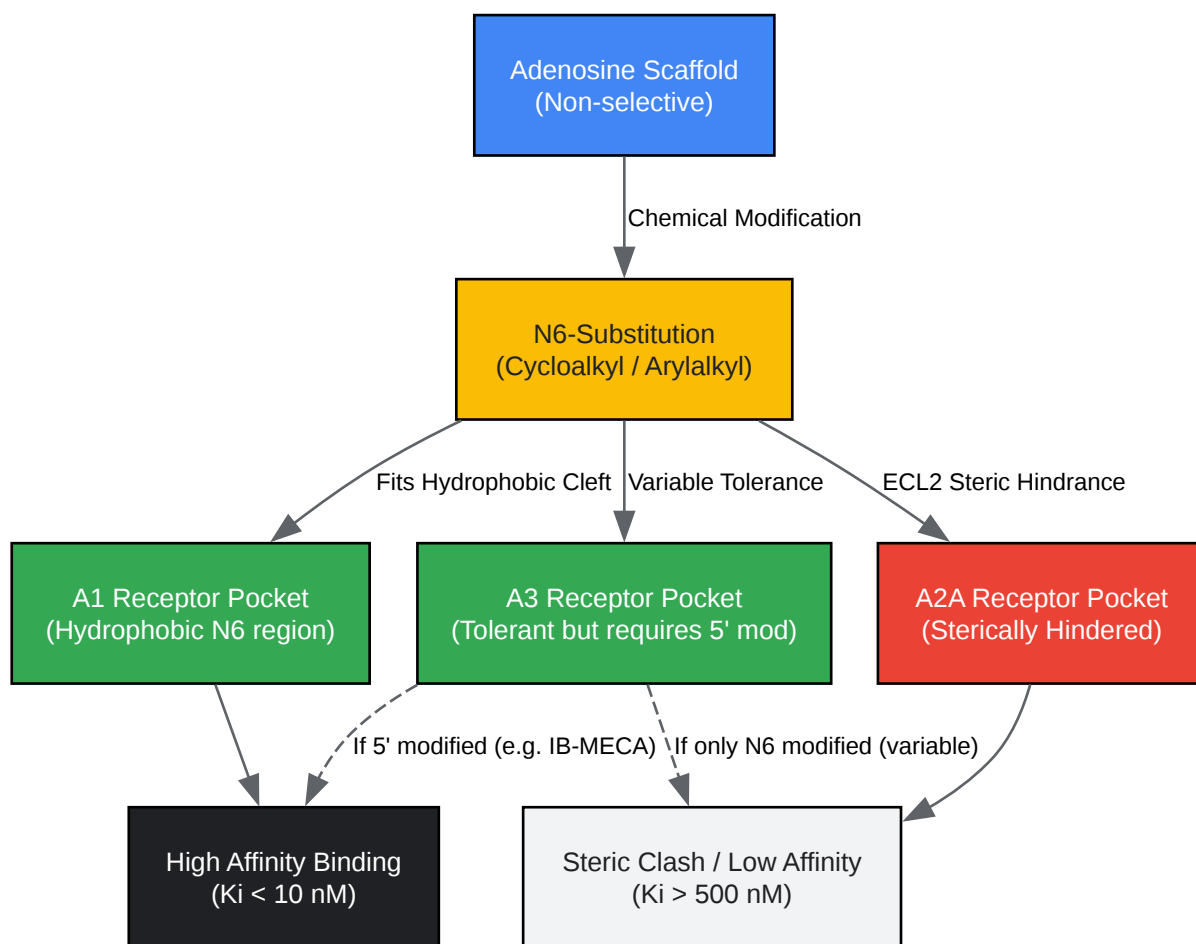 Adenosine Scaffold
(Non-selective)
Chemical Modification
N6-Substitution
(Cycloalkyl / Arylalkyl)
Fits Hydrophobic Cleft
Variable Tolerance
ECL2 Steric Hindrance
A1 Receptor Pocket
(Hydrophobic N6 region)
A3 Receptor Pocket
(Tolerant but requires 5' mod)
A2A Receptor Pocket
(Sterically Hindered)
If 5' modified (e.g. IB-MECA)
If only N6 modified (variable)
High Affinity Binding
(Ki < 10 nM)
Steric Clash / Low Affinity
(Ki > 500 nM)